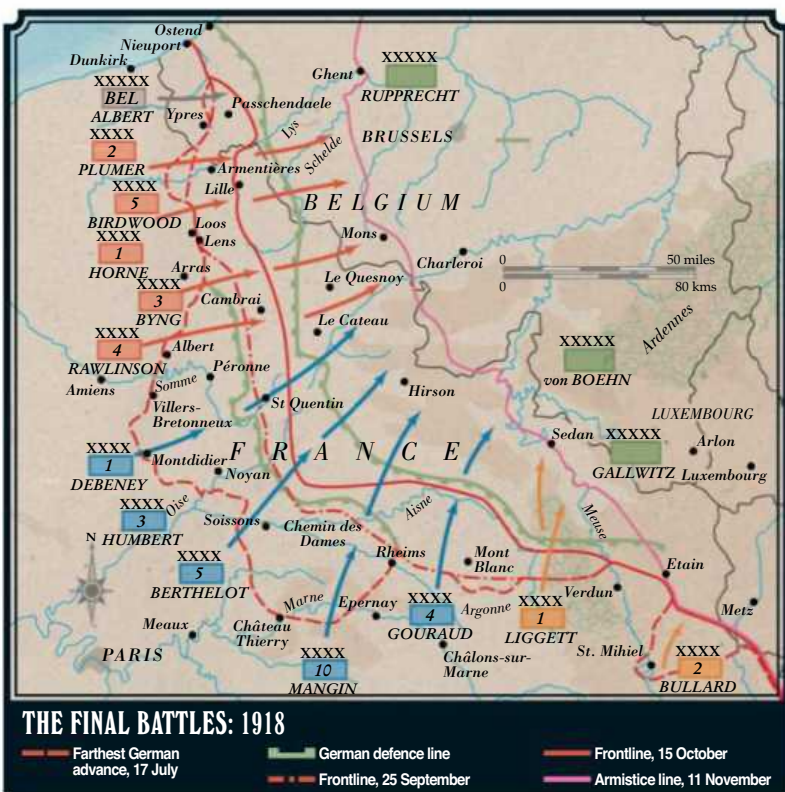 Ostend
Nieuport
Dunkirk
XXXXX
BEL
ALBERT
Ypres
Passchendaele
Ghent
XXXXX
RUPPRECHT
Lys
Schelde
BRUSSELS
XXXX
2
PLUMER
Armentières
Lille
XXXX
5
BIRDWOOD
BELGIUM
Loos
Lens
XXXX
1
HORNE
Mons
Charleroi
0 50 miles
0 80 kms
Arras
XXXX
3
BYNG
Cambrai
Le Quesnoy
Le Cateau
Ardennes
XXXX
4
RAWLINSON
Albert
XXXXX
von BOEHN
Amiens
Somme
Péronne
Hirson
Villers-
Bretonneux
St Quentin
LUXEMBOURG
FRANCE
Sedan
XXXXX
GALLWITZ
Arlon
Luxembourg
XXXX
1
DEBENEY
Montdidier
Noyan
XXXX
3
HUMBERT
Oise
Soissons
Chemin des
Dames
Aisne
Meuse
N
XXXX
5
BERTHELOT
Rheims
Mont
Blanc
Etain
Verdun
Marne
Epernay
XXXX
4
GOURAUD
Argonne
XXXX
1
LIGGETT
Metz
Meaux
Château
Thierry
PARIS
XXXX
10
MANGIN
Châlons-sur-
Marne
St. Mihiel
XXXX
2
BULLARD
THE FINAL BATTLES: 1918
Farthest German
advance, 17 July
German defence line
Frontline, 25 September
Frontline, 15 October
Armistice line, 11 November